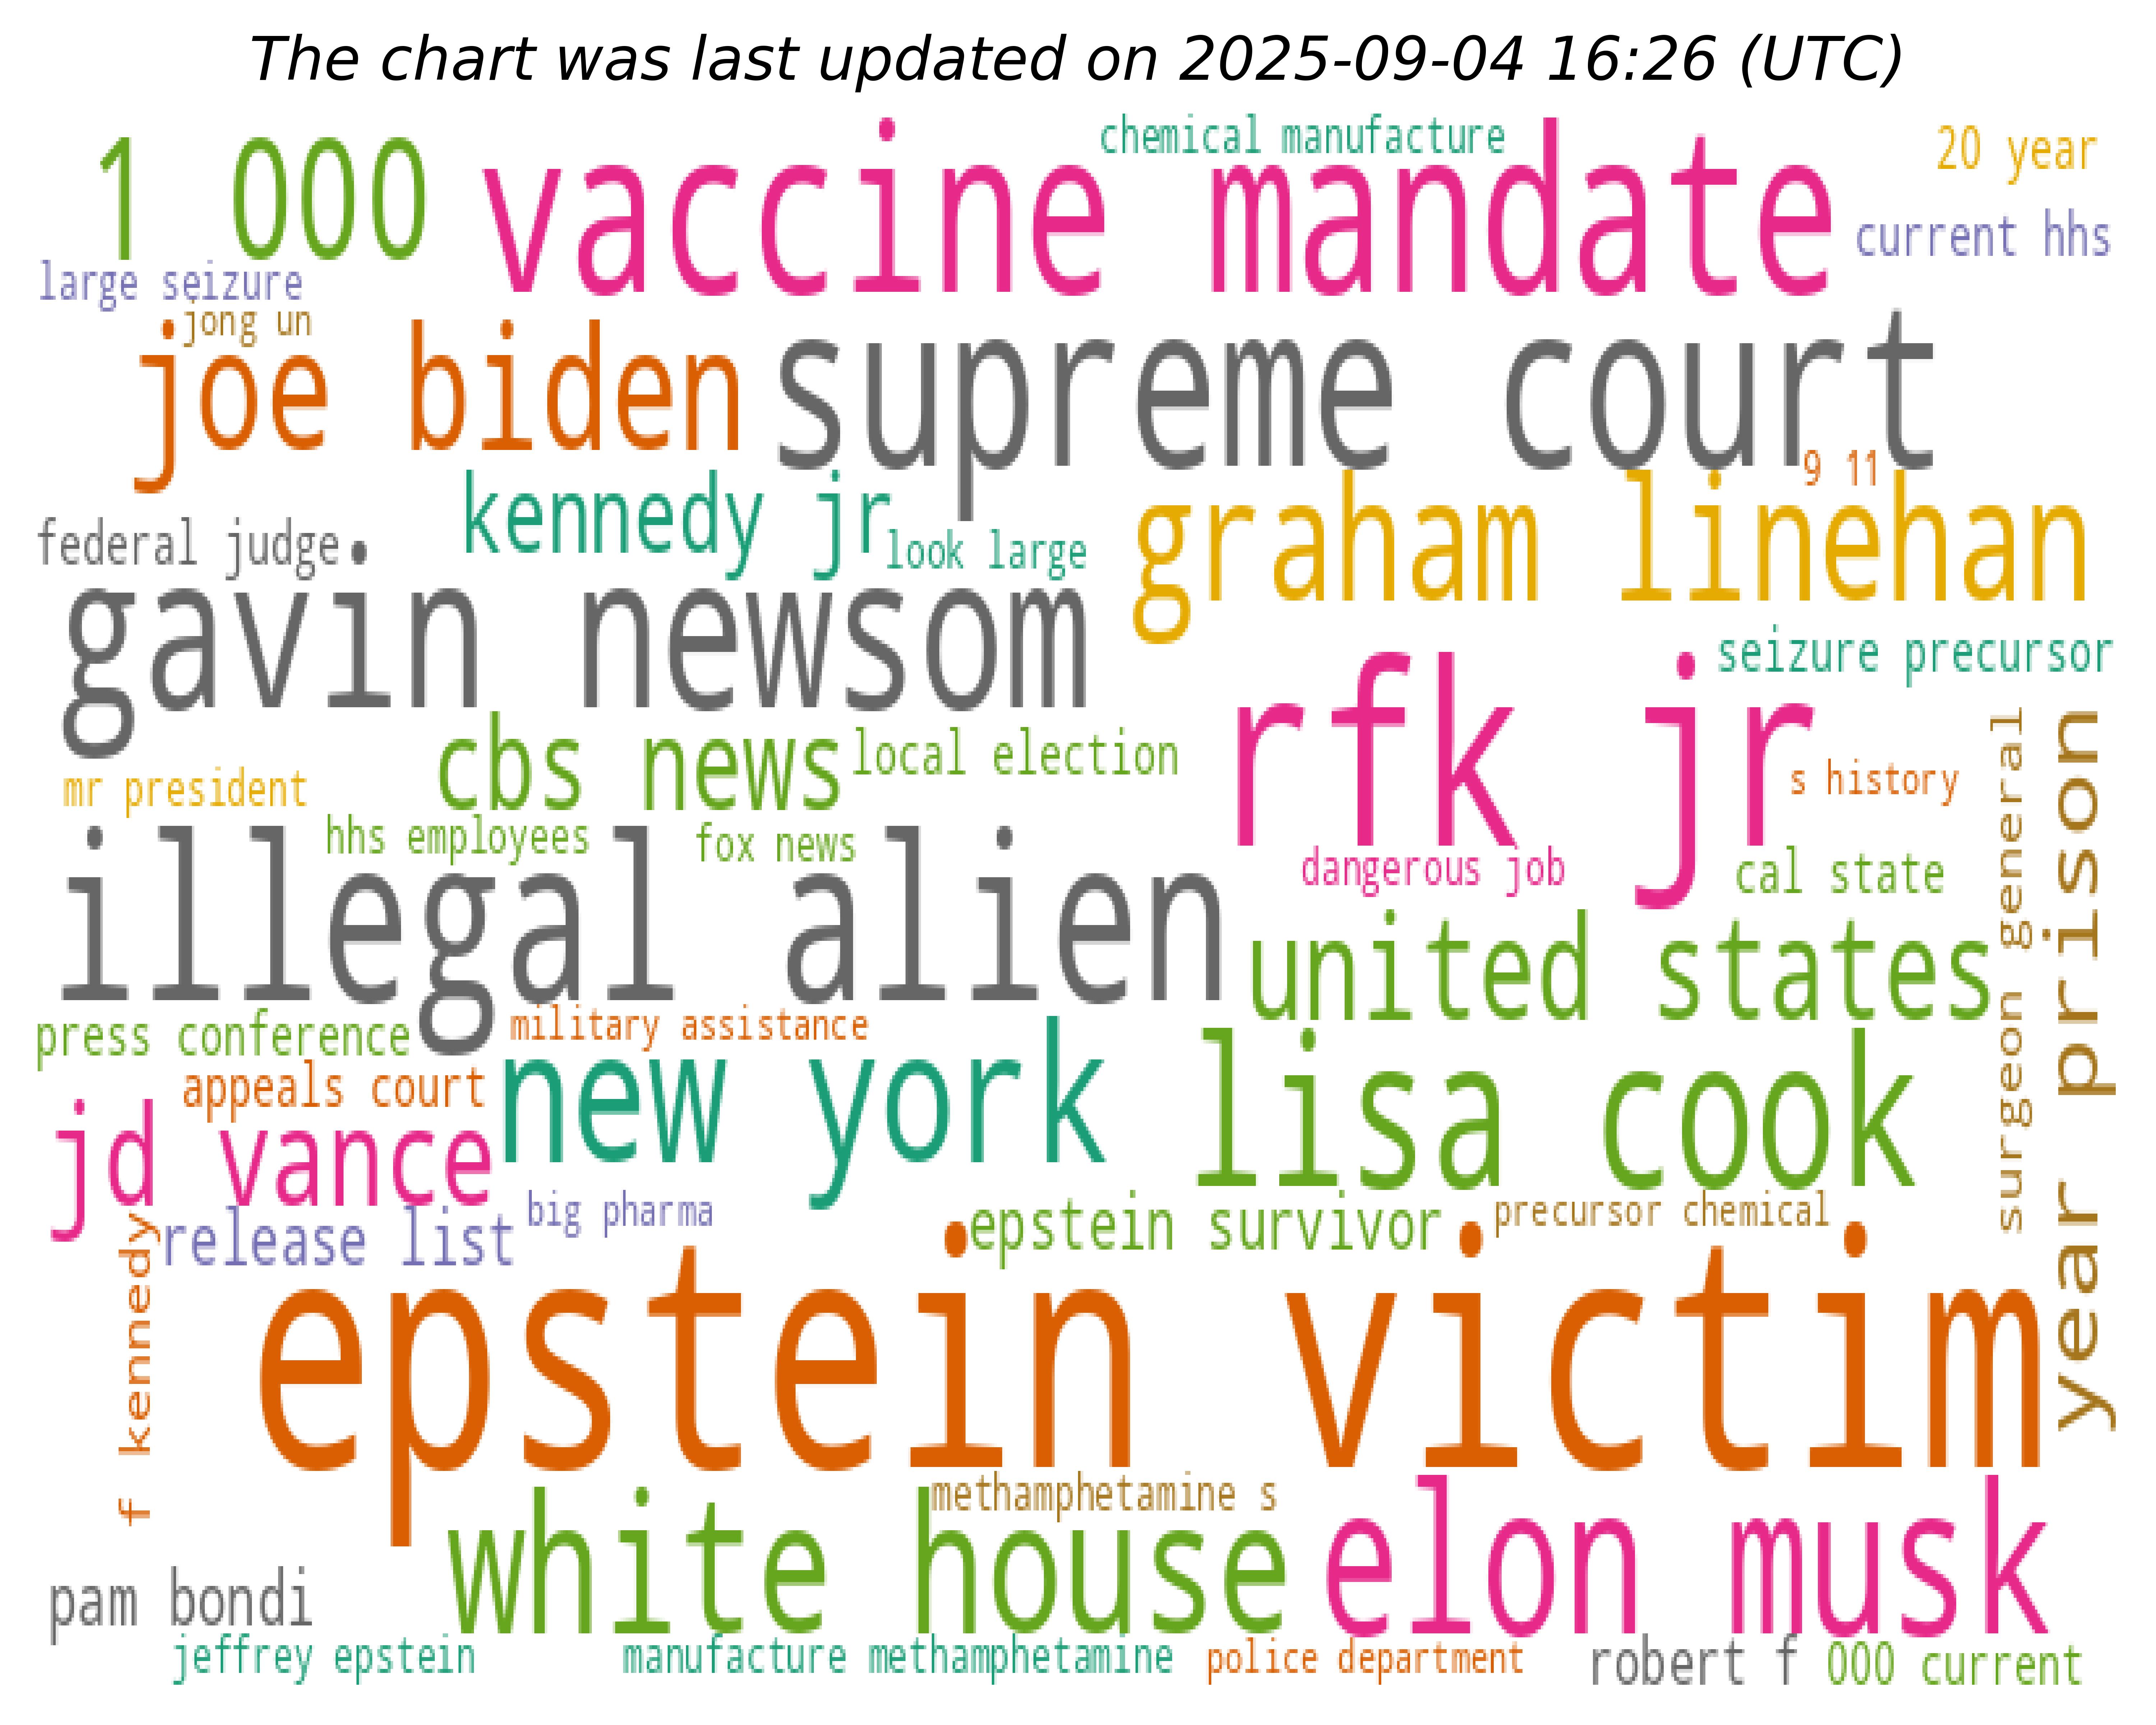 The chart was last updated on 2025-09-04 16:26 (UTC)
chemical manufacture
20 year
1 000
vaccine mandate
current hhs
large seizure
jong un
joe biden
supreme court
9 11
kennedy jr
graham linehan
federal judge
look large
gavin newsom
seizure precursor
rfk jr
cbs news
local election
s history
mr president
surgeon general
year prison
hhs employees
fox news
illegal alien
dangerous job
cal state
united states
press conference
military assistance
new york
lisa cook
appeals court
jd vance
big pharma
precursor chemical
release list
epstein survivor
f kennedy
epstein victim
methamphetamine s
white house
elon musk
pam bondi
jeffrey epstein
manufacture methamphetamine
police department
robert f
000 current